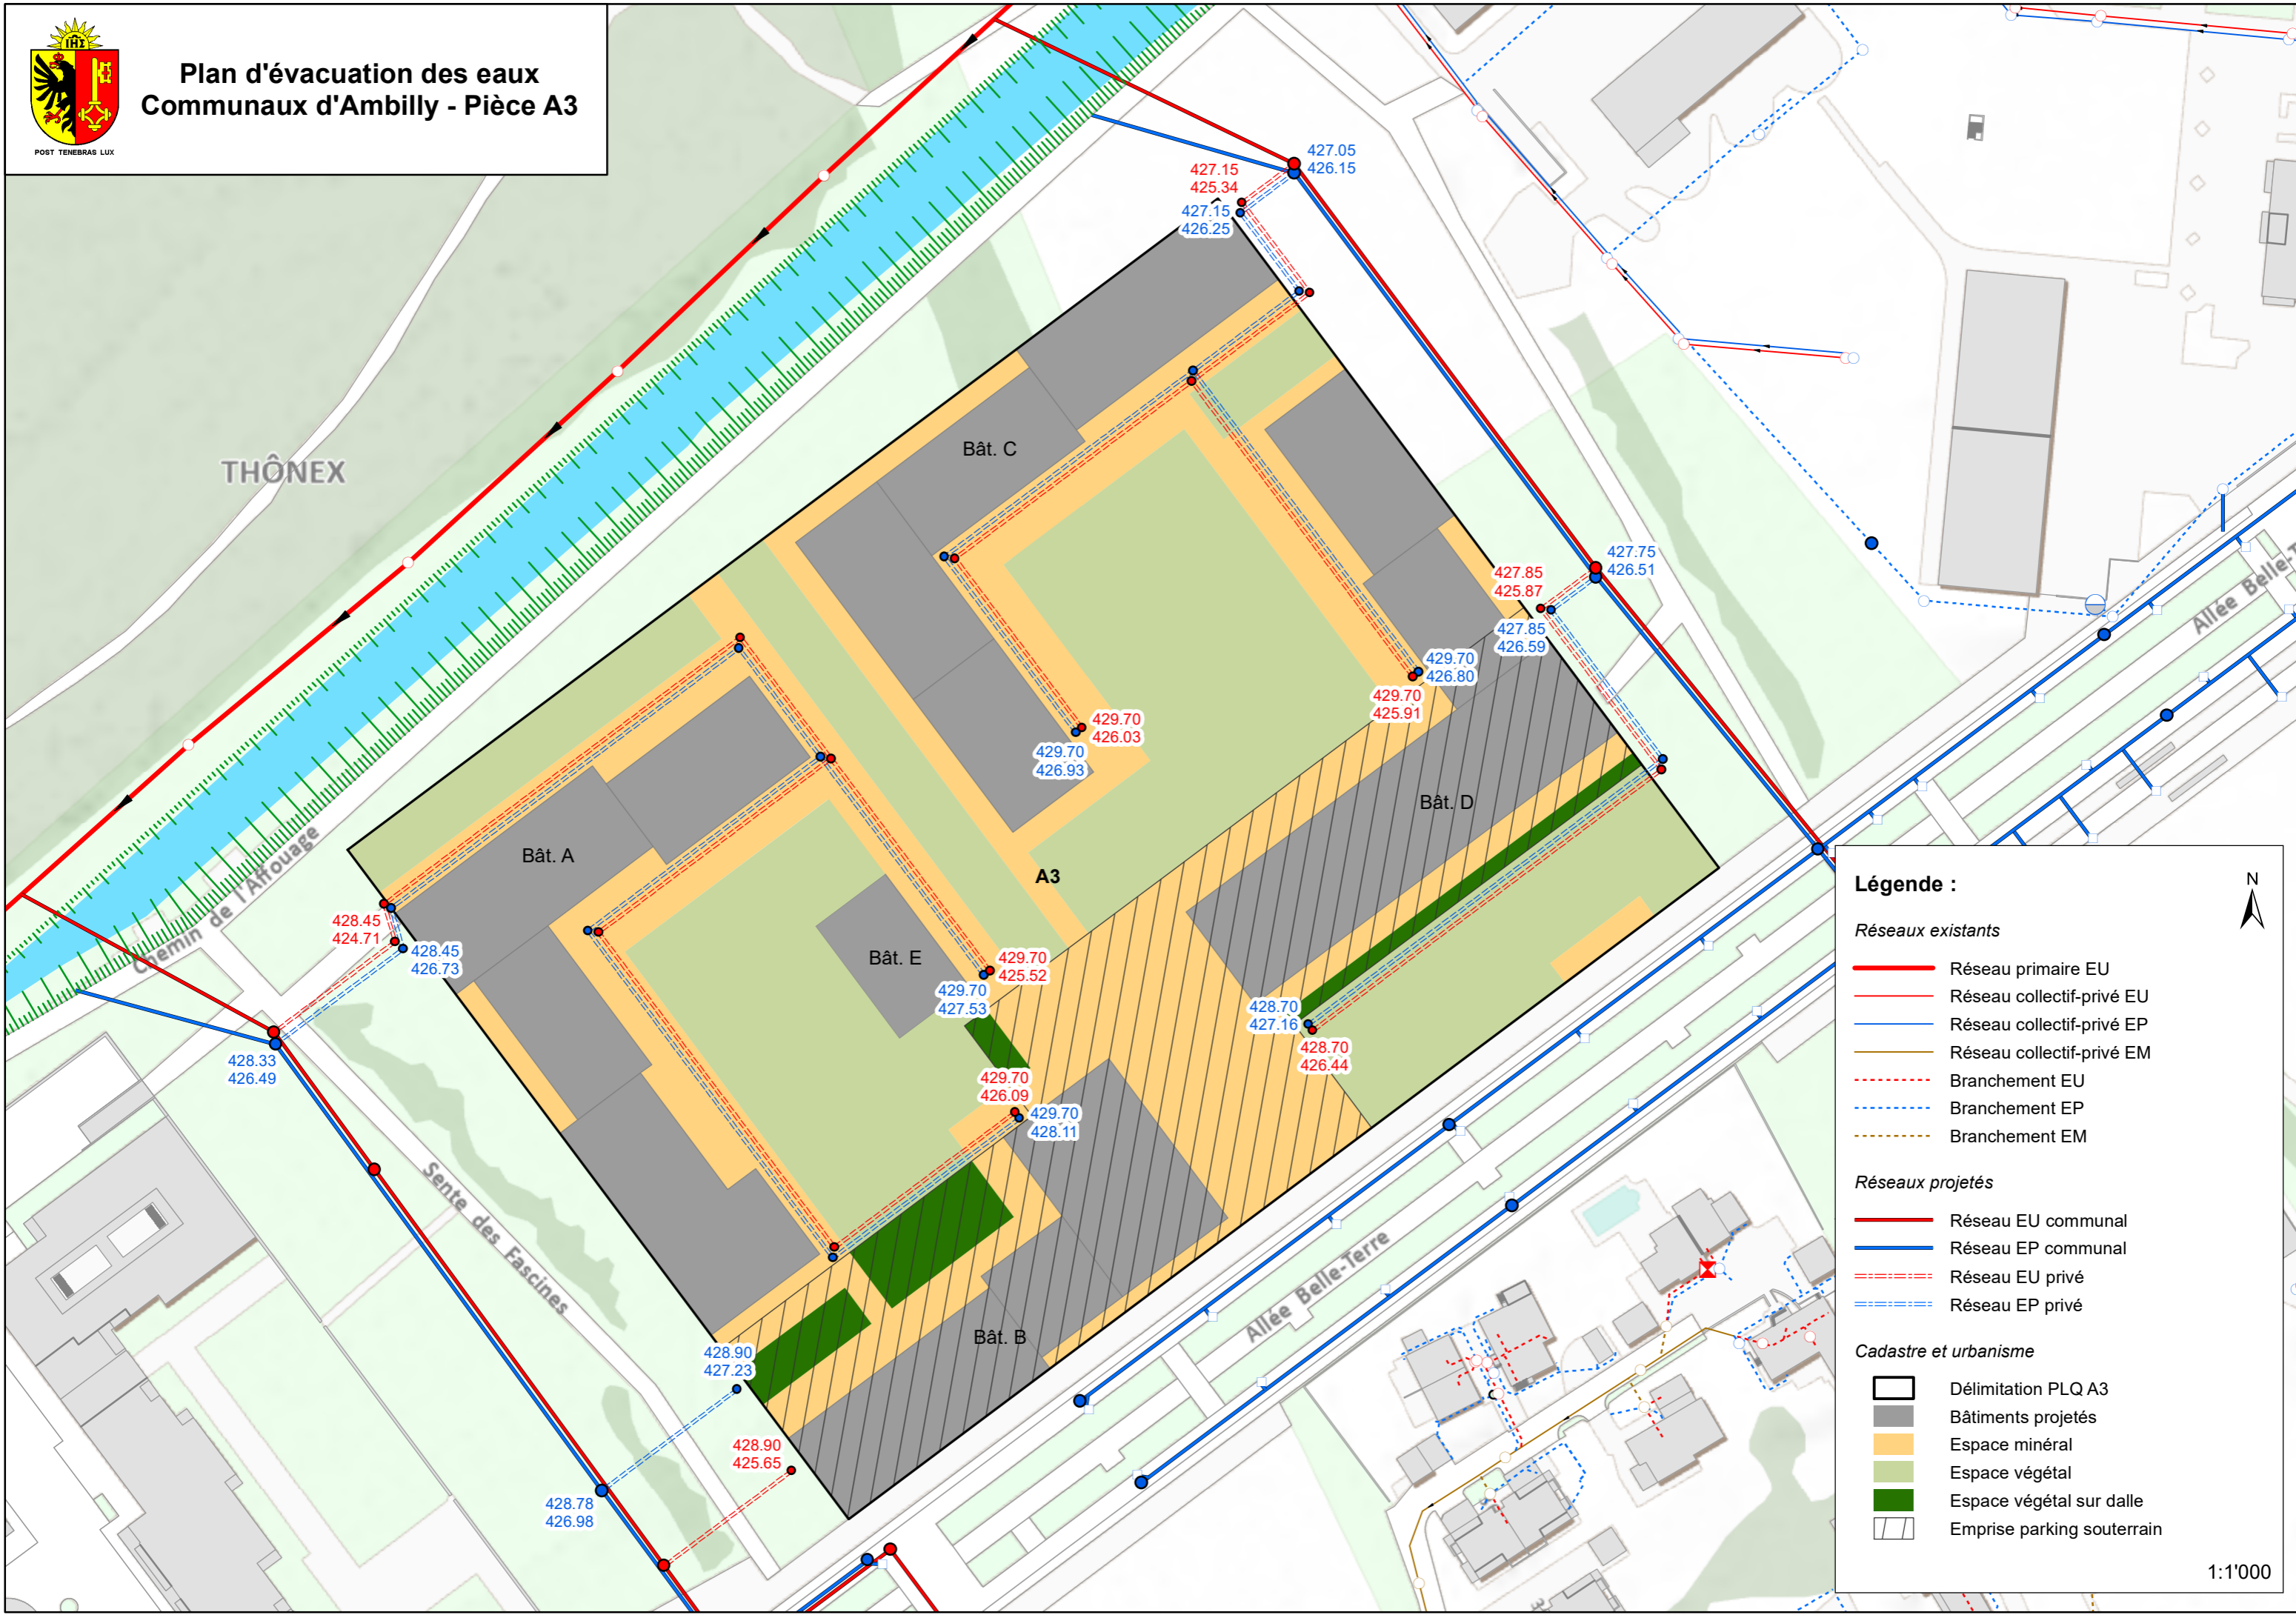 IHS
POST TENEBRAS LUX
Plan d'évacuation des eaux
Communaux d'Ambilly - Pièce A3
THÔNEX
427.05
426.15
427.15
425.34
427.15
426.25
Bât. C
427.75
426.51
427.85
425.87
427.85
426.59
Allée Belle-T
429.70
426.80
429.70
425.91
429.70
426.03
429.70
426.93
Bât. D
Bât. A
A3
Chemin de l'Affouage
428.45
424.71
428.45
426.73
Bât. E
429.70
425.52
429.70
427.53
428.70
427.16
428.70
426.44
428.33
426.49
429.70
426.09
429.70
428.11
Sente des Fascines
Allée Belle-Terre
Bât. B
428.90
427.23
428.90
425.65
428.78
426.98
Légende :
N
Réseaux existants
Réseau primaire EU
Réseau collectif-privé EU
Réseau collectif-privé EP
Réseau collectif-privé EM
Branchement EU
Branchement EP
Branchement EM
Réseaux projetés
Réseau EU communal
Réseau EP communal
Réseau EU privé
Réseau EP privé
Cadastre et urbanisme
Délimitation PLQ A3
Bâtiments projetés
Espace minéral
Espace végétal
Espace végétal sur dalle
Emprise parking souterrain
1:1'000